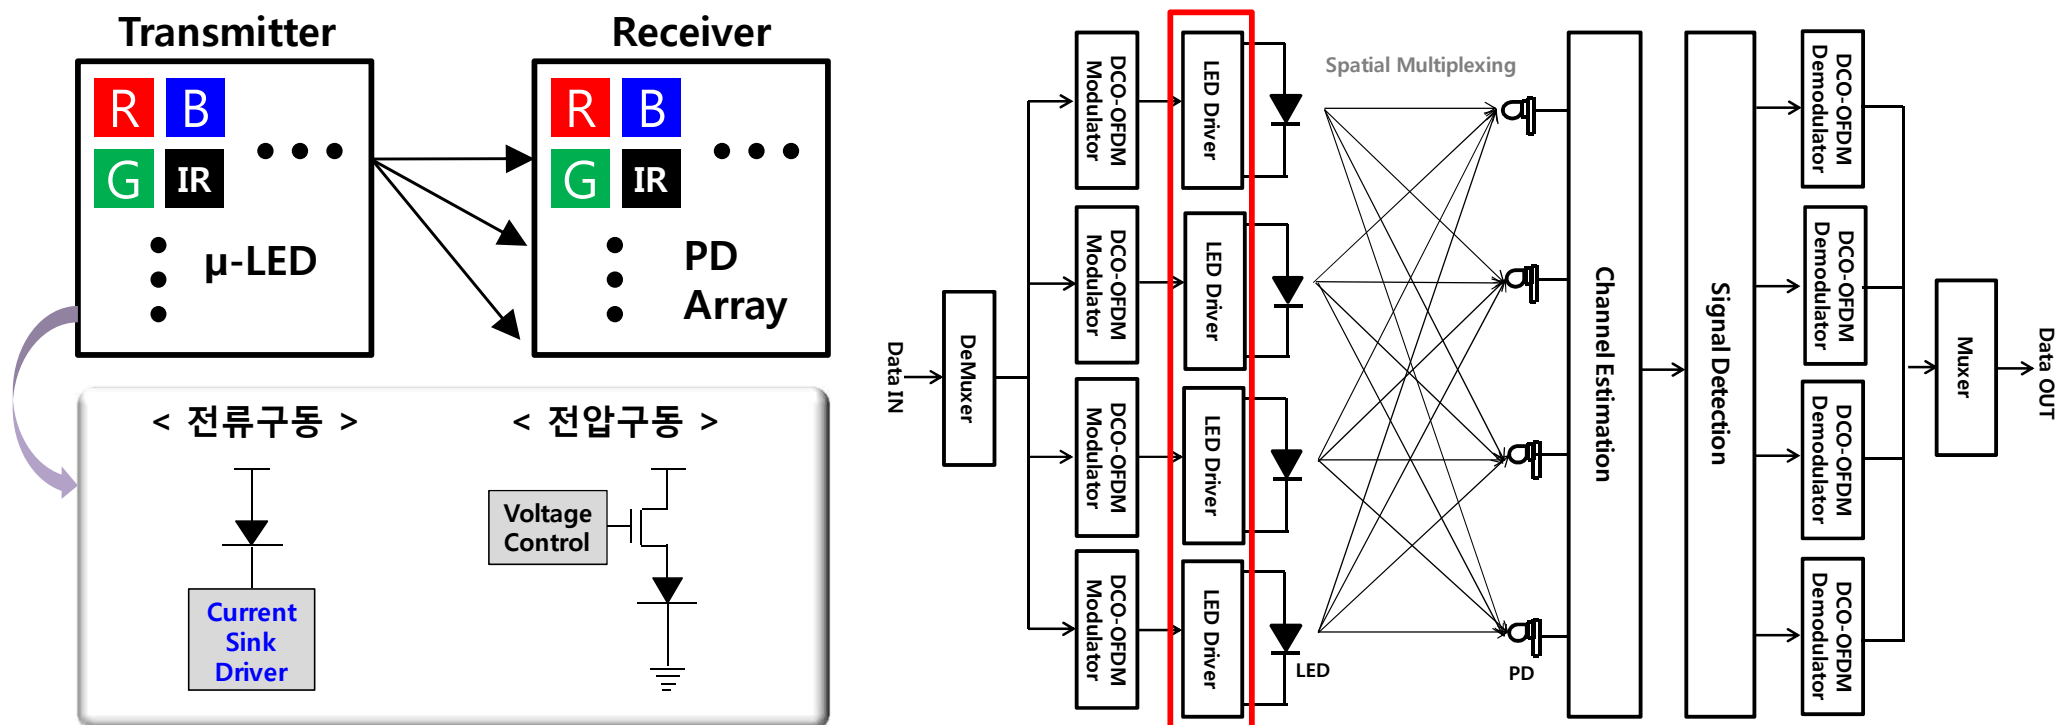 Transmitter
Receiver
R
B
G
IR
μ-LED
R
B
G
IR
PD
Array
< 전류구동 >
< 전압구동 >
Current
Sink
Driver
Voltage
Control
Data IN
DeMuxer
DCO-OFDM
Modulator
DCO-OFDM
Modulator
DCO-OFDM
Modulator
DCO-OFDM
Modulator
LED Driver
LED Driver
LED Driver
LED Driver
LED
Spatial Multiplexing
PD
Channel Estimation
Signal Detection
DCO-OFDM
Demodulator
DCO-OFDM
Demodulator
DCO-OFDM
Demodulator
DCO-OFDM
Demodulator
Muxer
Data OUT